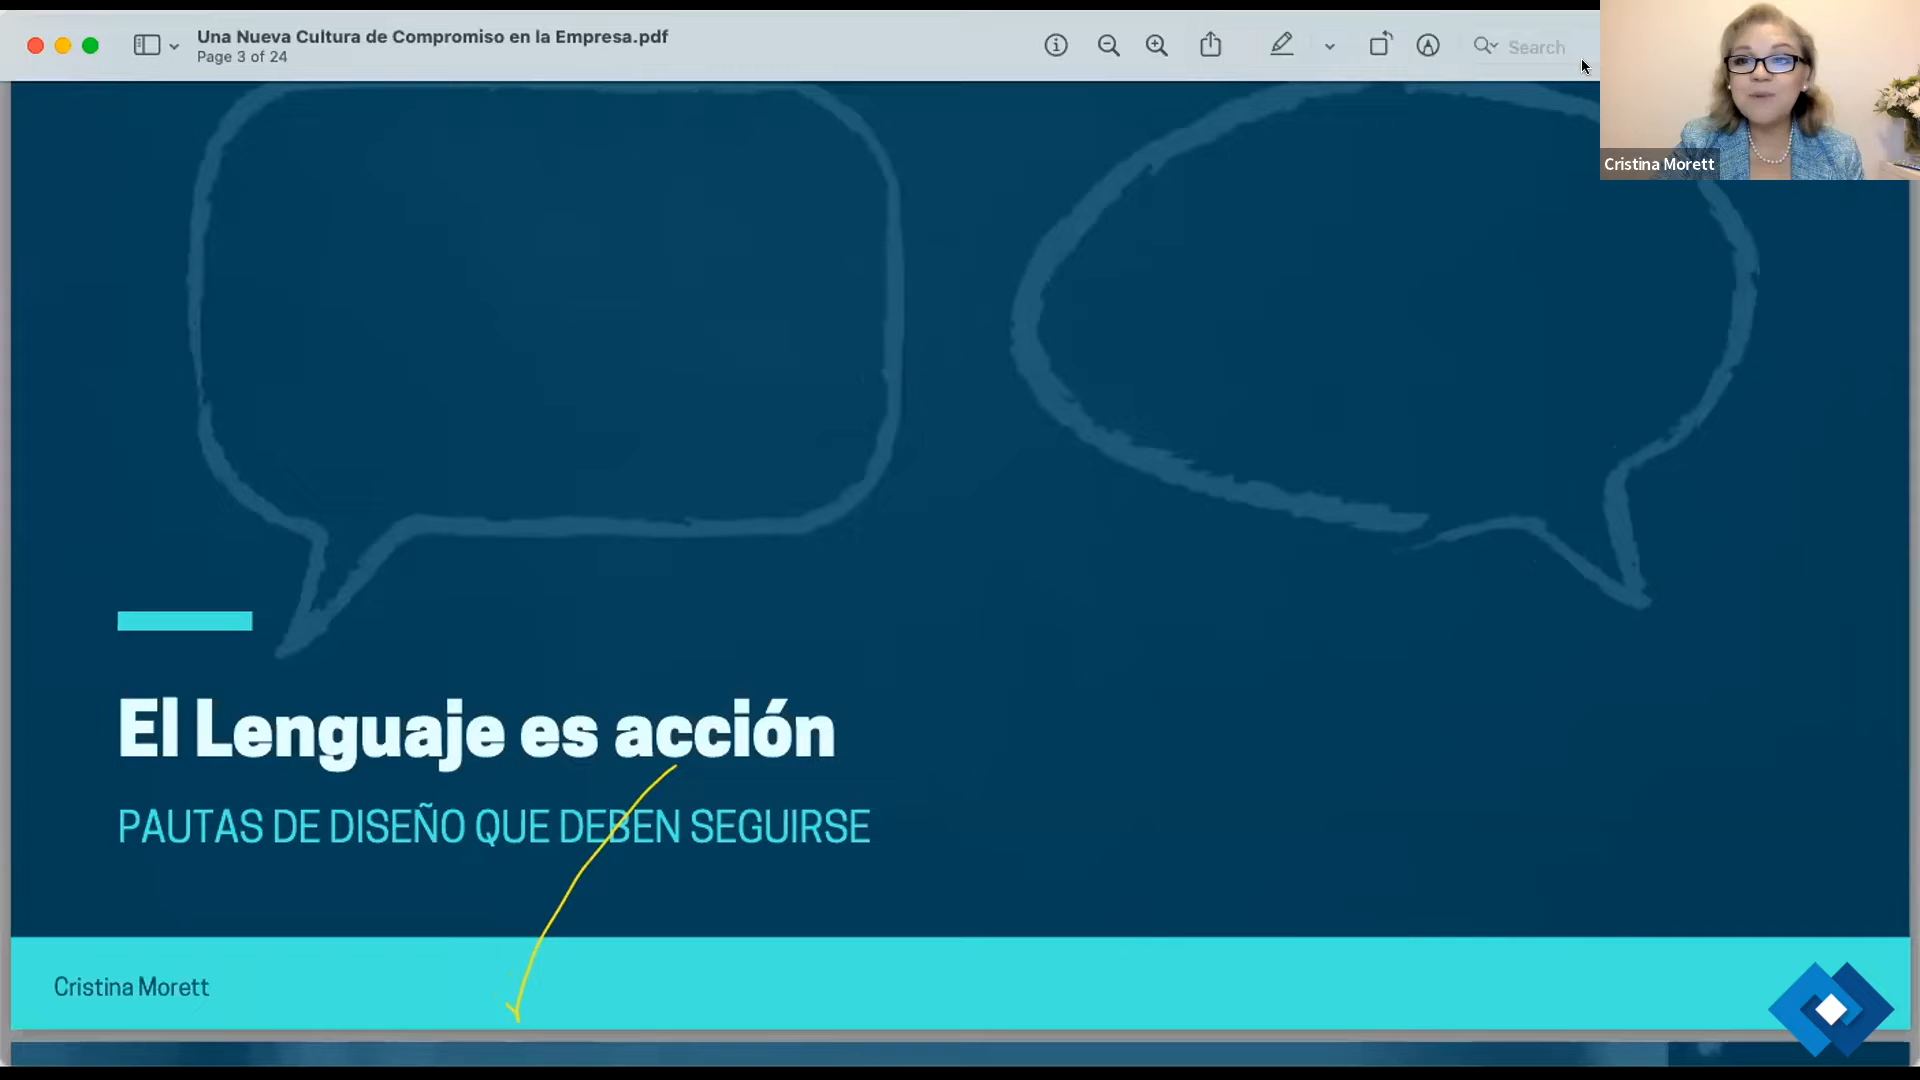 Una Nueva Cultura de Compromiso en la Empresa.pdf
Page 3 of 24
Search
Cristina Morett
El Lenguaje es acción
PAUTAS DE DISEÑO QUE DEBEN SEGUIRSE
Cristina Morett